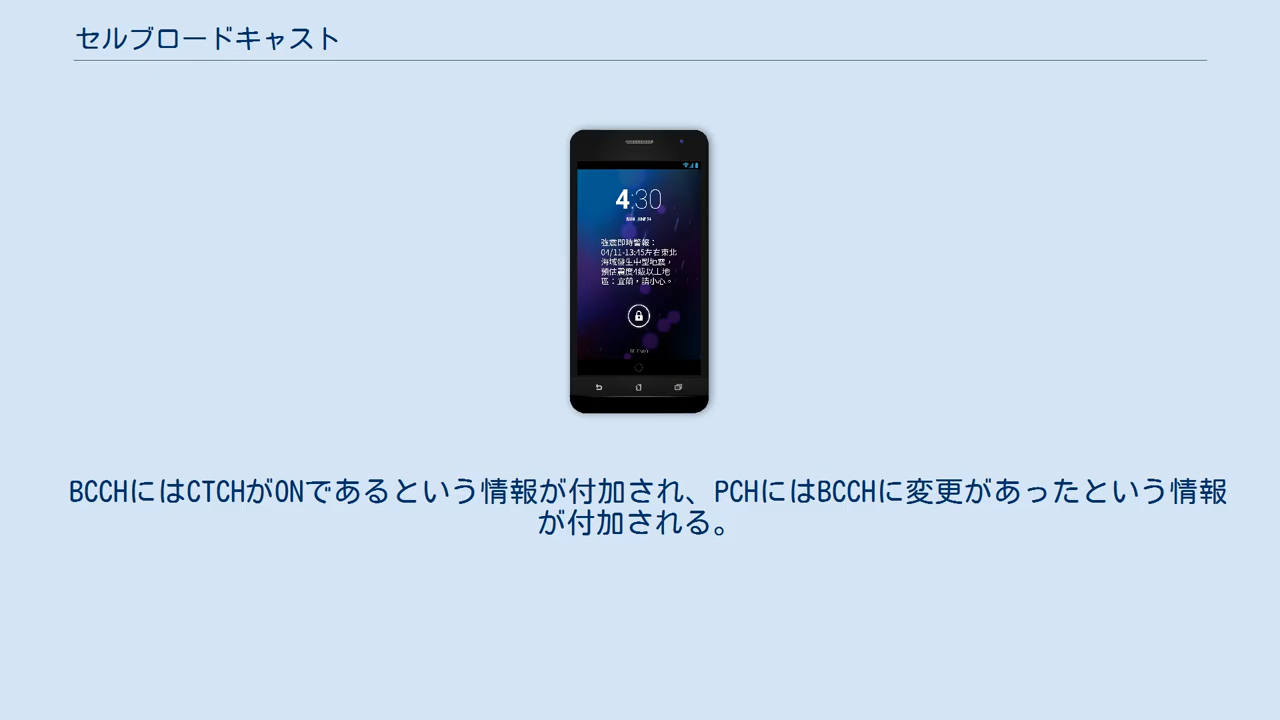 セルブロードキャスト
4:30
SUN, JUNE 24
強震即時警報：
04/11-13:45左右東北
海域發生中型地震，
預估震度4級以上地
區：宜蘭，請小心。
BCCHにはCTCHがONであるという情報が付加され、PCHにはBCCHに変更があったという情報
が付加される。